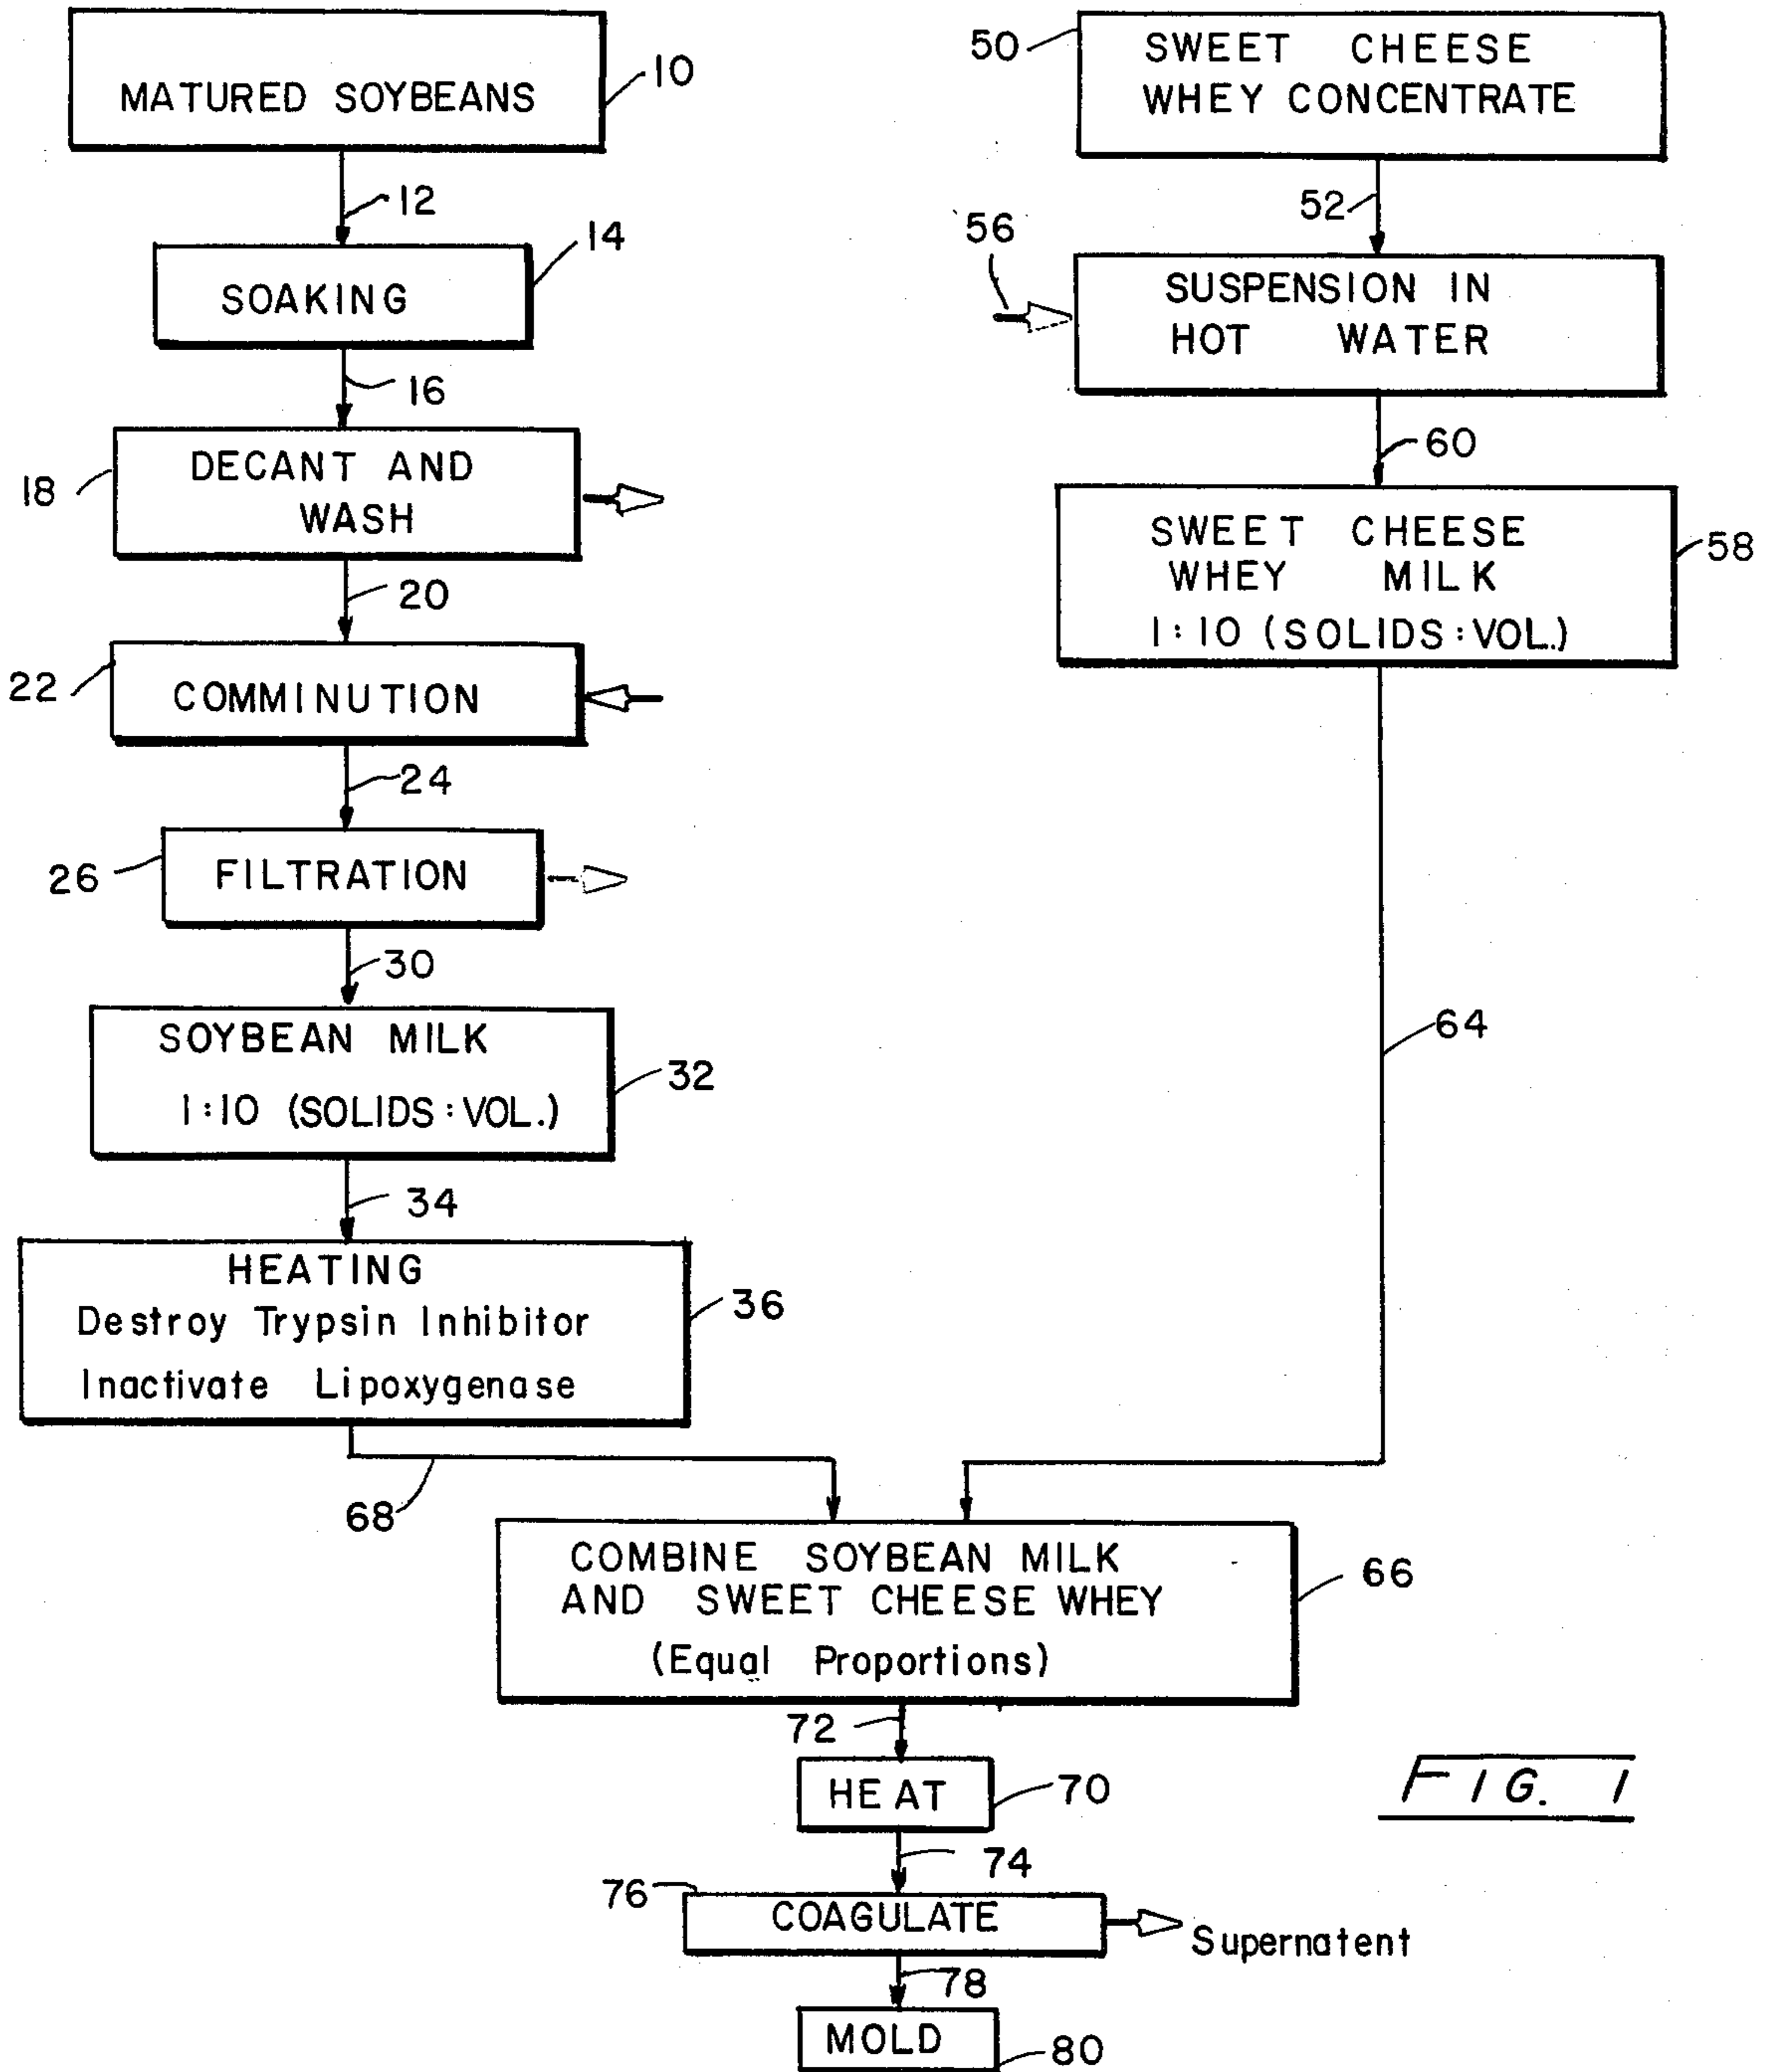 MATURED SOYBEANS
10
12
SOAKING
14
16
DECANT AND
WASH
18
20
COMMINUTION
22
24
FILTRATION
26
30
SOYBEAN MILK
1:10 (SOLIDS:VOL.)
32
34
HEATING
Destroy Trypsin Inhibitor
Inactivate Lipoxygenase
36
68
50
SWEET CHEESE
WHEY CONCENTRATE
52
56
SUSPENSION IN
HOT WATER
60
SWEET CHEESE
WHEY MILK
1:10 (SOLIDS:VOL.)
58
64
COMBINE SOYBEAN MILK
AND SWEET CHEESE WHEY
(Equal Proportions)
66
72
HEAT
70
74
76
COAGULATE
Supernatent
78
MOLD
80
FIG. 1